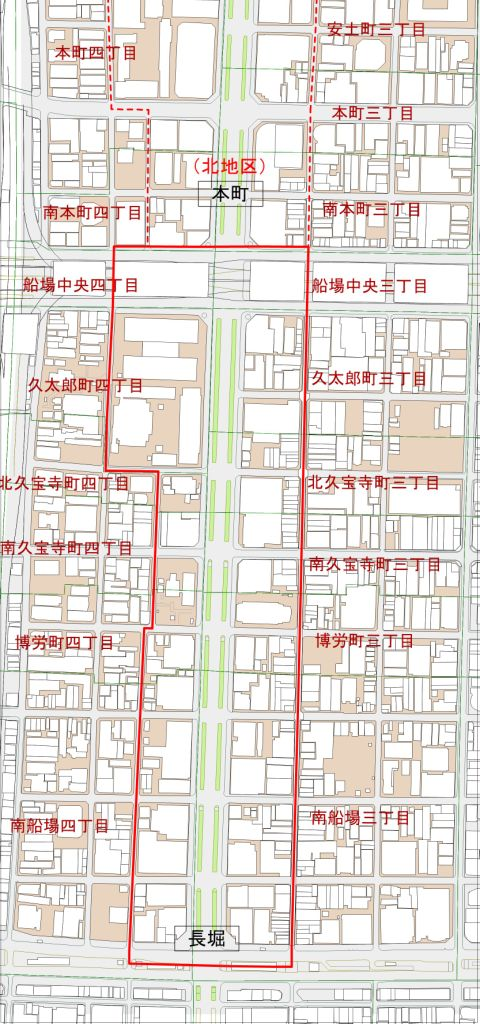 安土町三丁目
本町四丁目
本町三丁目
（北地区）
本町
南本町四丁目
南本町三丁目
船場中央四丁目
船場中央三丁目
久太郎町四丁目
久太郎町三丁目
北久宝寺町四丁目
北久宝寺町三丁目
南久宝寺町四丁目
南久宝寺町三丁目
博労町四丁目
博労町三丁目
南船場四丁目
南船場三丁目
長堀